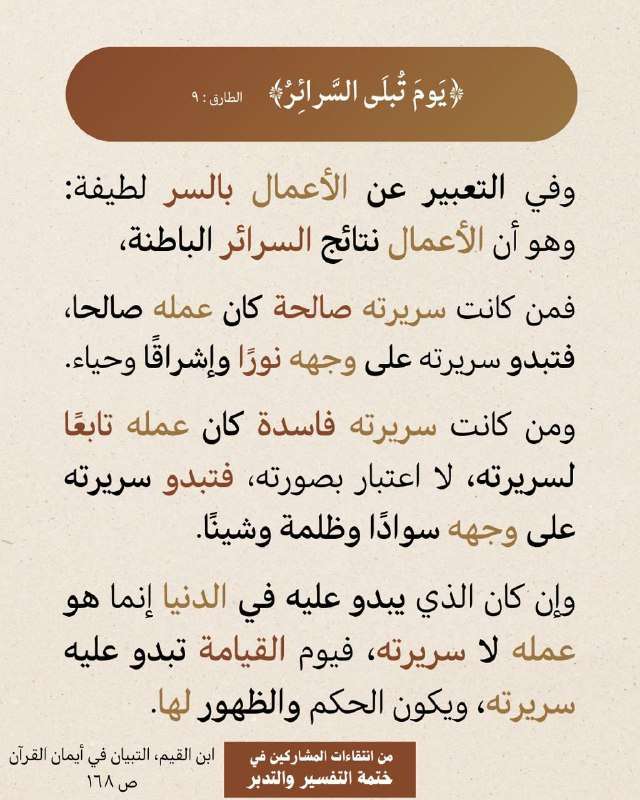 ﴿يَومَ تُبلَى السَّرائِرُ﴾ الطارق : ٩
وفي التعبير عن الأعمال بالسر لطيفة:
وهو أن الأعمال نتائج السرائر الباطنة،
فمن كانت سريرته صالحة كان عمله صالحا،
فتبدو سريرته على وجهه نورًا وإشراقًا وحياء.
ومن كانت سريرته فاسدة كان عمله تابعًا
لسريرته، لا اعتبار بصورته، فتبدو سريرته
على وجهه سوادًا وظلمة وشينًا.
وإن كان الذي يبدو عليه في الدنيا إنما هو
عمله لا سريرته، فيوم القيامة تبدو عليه
سريرته، ويكون الحكم والظهور لها.
من انتقاءات المشاركين في
ختمة التفسير والتدبر
ابن القيم، التبيان في أيمان القرآن
ص ١٦٨